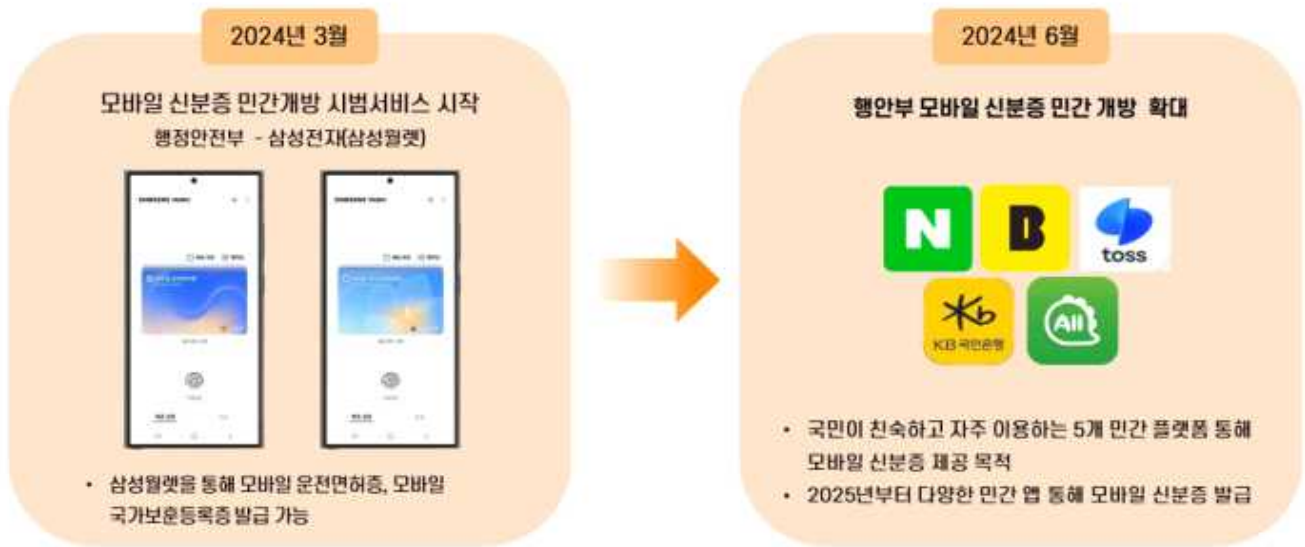 2024년 3월
모바일 신분증 민간개방 시범서비스 시작
행정안전부 - 삼성전자(삼성월렛)
• 삼성월렛을 통해 모바일 운전면허증, 모바일
국가보훈등록증 발급 가능
2024년 6월
행안부 모바일 신분증 민간 개방 확대
N
B
toss
Kb
KB국민은행
All
• 국민이 친숙하고 자주 이용하는 5개 민간 플랫폼 통해
모바일 신분증 제공 목적
• 2025년부터 다양한 민간 앱 통해 모바일 신분증 발급